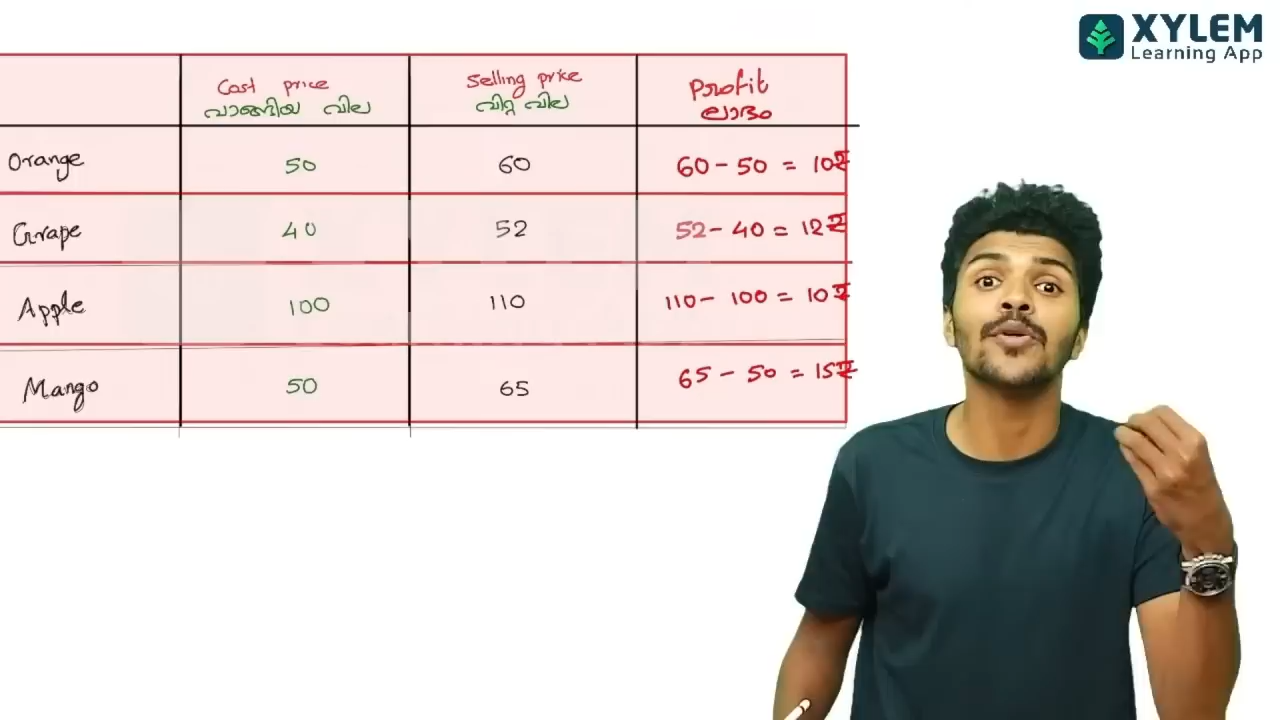 XYLEM
Learning App
Cost price
വാങ്ങിയ വില
Selling price
വിറ്റ വില
Profit
ലാഭം
Orange
50
60
60 - 50 = 10₹
Grape
40
52
52 - 40 = 12₹
Apple
100
110
110 - 100 = 10₹
Mango
50
65
65 - 50 = 15₹